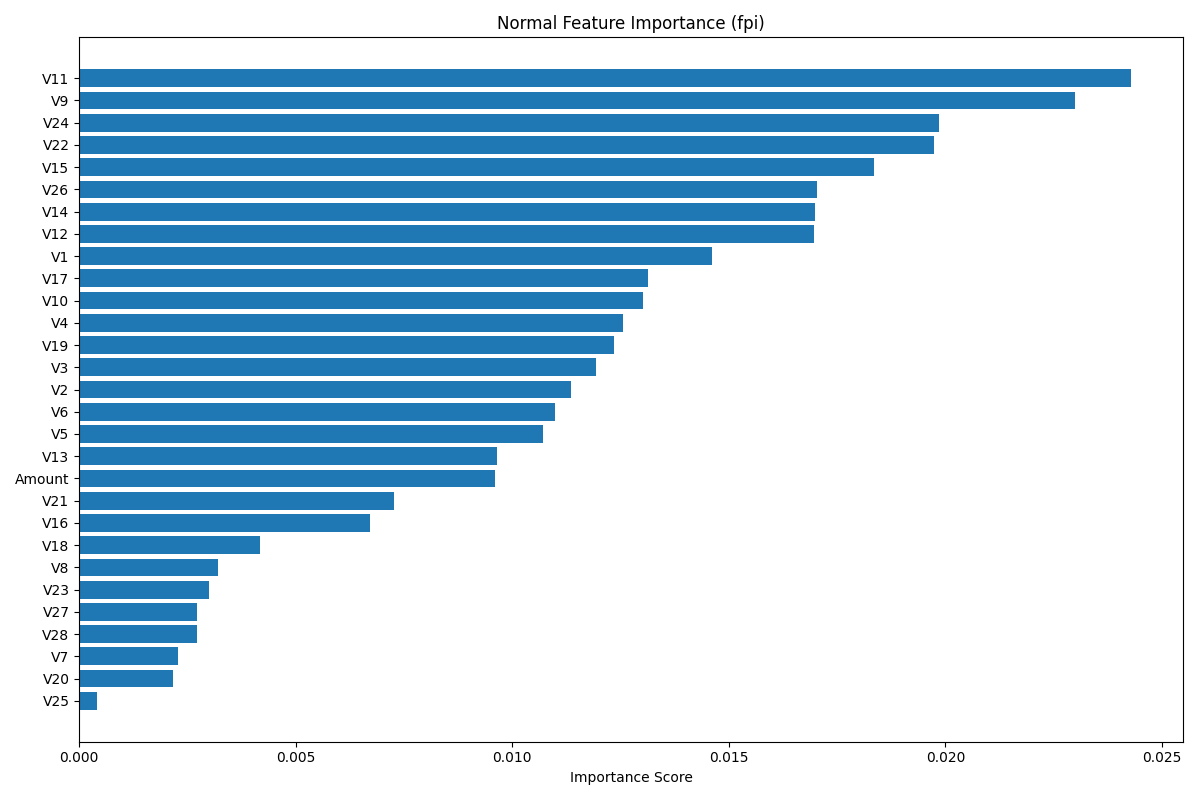 Normal Feature Importance (fpi)
V11
V9
V24
V22
V15
V26
V14
V12
V1
V17
V10
V4
V19
V3
V2
V6
V5
V13
Amount
V21
V16
V18
V8
V23
V27
V28
V7
V20
V25
0.000 0.005 0.010 0.015 0.020 0.025
Importance Score